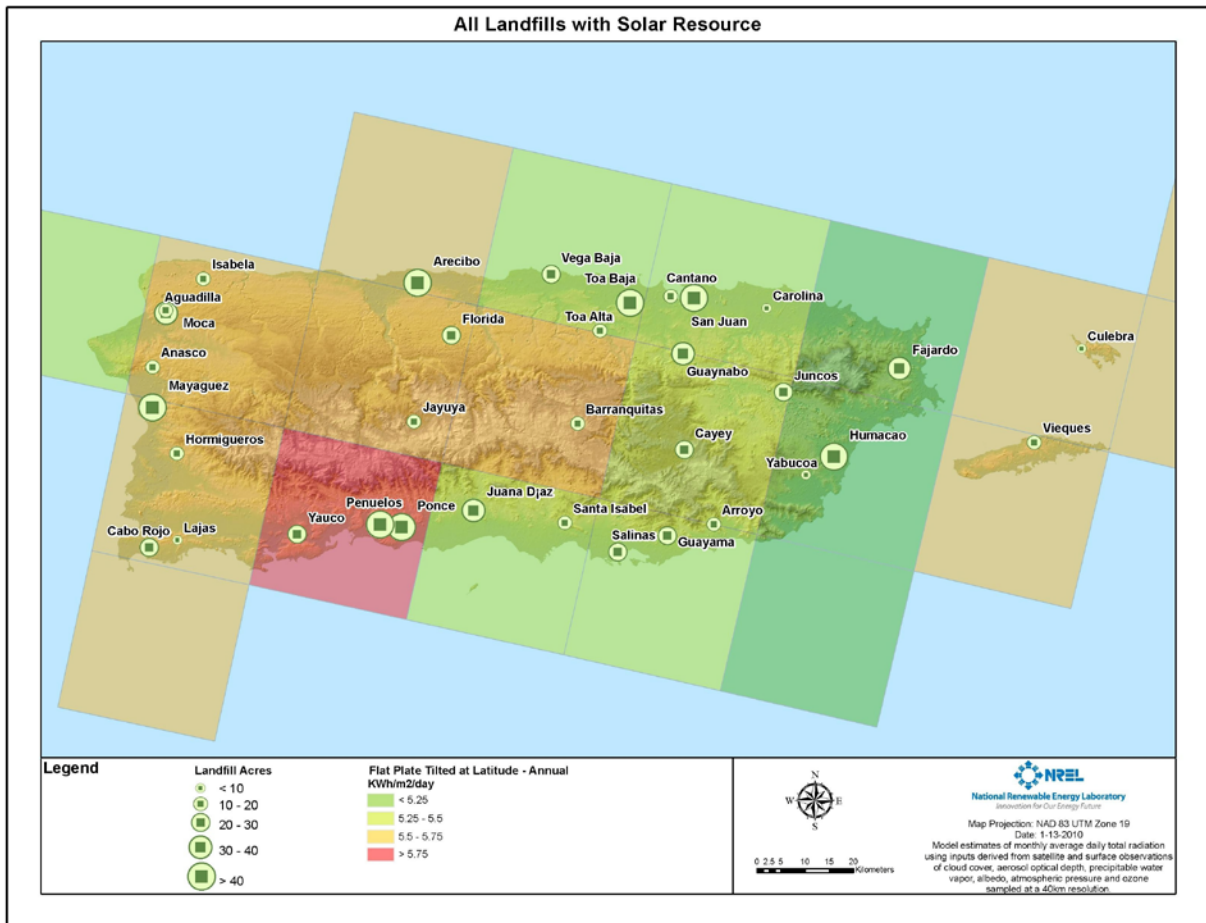 All Landfills with Solar Resource
Isabela
Arecibo
Vega Baja
Toa Baja
Cantano
Carolina
Aguadilla
Moca
Florida
Toa Alta
San Juan
Culebra
Anasco
Guaynabo
Fajardo
Mayaguez
Juncos
Jayuya
Barranquitas
Hormigueros
Cayey
Humacao
Vieques
Yabucoa
Juana D¡az
Penuelos
Ponce
Santa Isabel
Arroyo
Cabo Rojo
Lajas
Yauco
Salinas
Guayama
Legend
Landfill Acres
< 10
10 - 20
20 - 30
30 - 40
> 40
Flat Plate Tilted at Latitude - Annual
KWh/m2/day
< 5.25
5.25 - 5.5
5.5 - 5.75
> 5.75
N
W
E
S
0 2.5 5 10 15 20
Kilometers
NREL
National Renewable Energy Laboratory
Innovation for Our Energy Future
Map Projection: NAD 83 UTM Zone 19
Date: 1-13-2010
Model estimates of monthly average daily total radiation
using inputs derived from satellite and surface observations
of cloud cover, aerosol optical depth, precipitable water
vapor, albedo, atmospheric pressure and ozone
sampled at a 40km resolution.